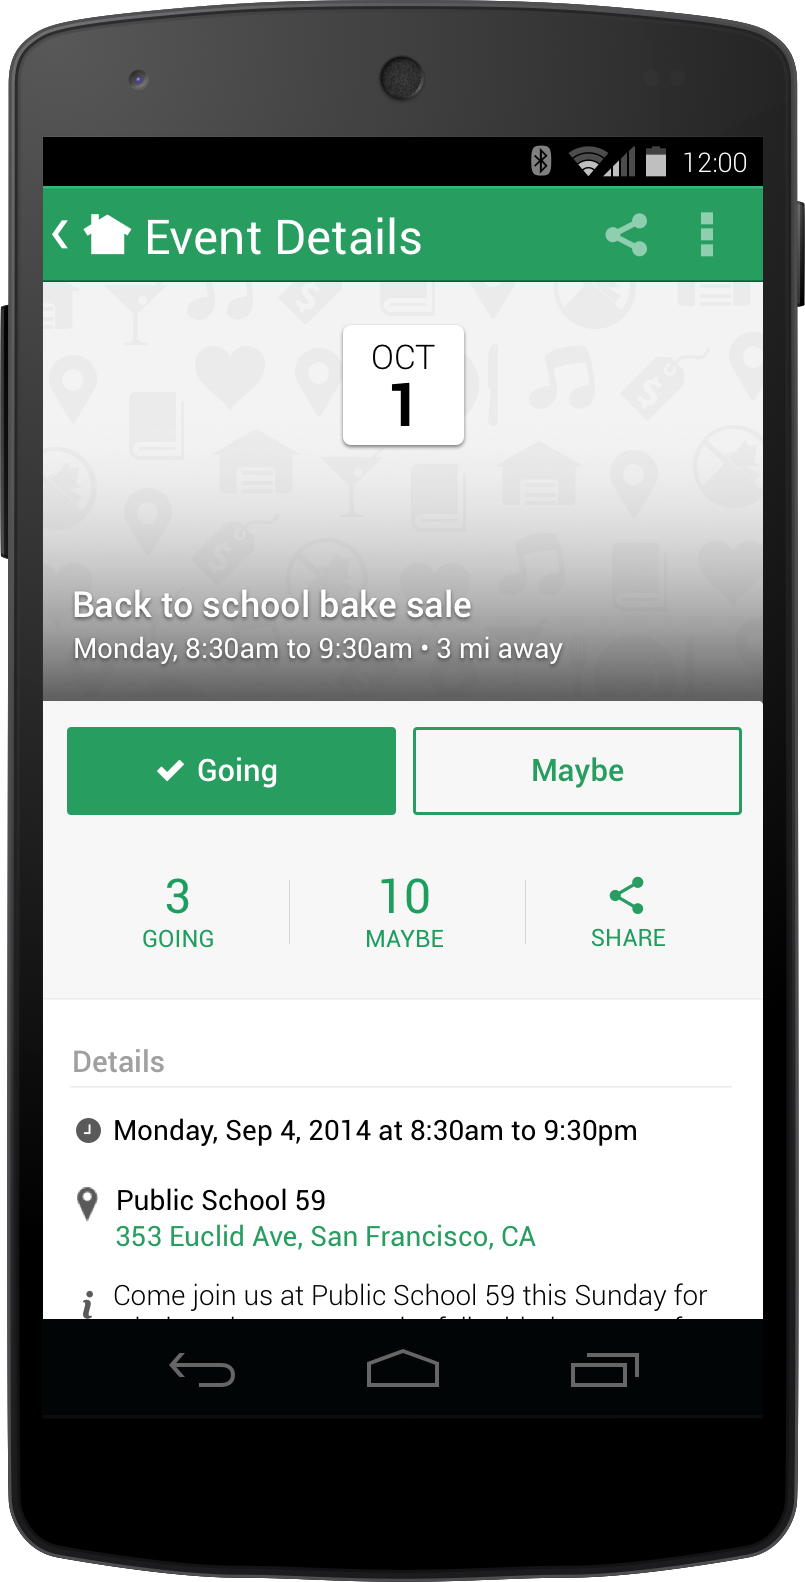 12:00
Event Details
OCT
1
Back to school bake sale
Monday, 8:30am to 9:30am • 3 mi away
Going
Maybe
3
GOING
10
MAYBE
SHARE
Details
Monday, Sep 4, 2014 at 8:30am to 9:30pm
Public School 59
353 Euclid Ave, San Francisco, CA
Come join us at Public School 59 this Sunday for